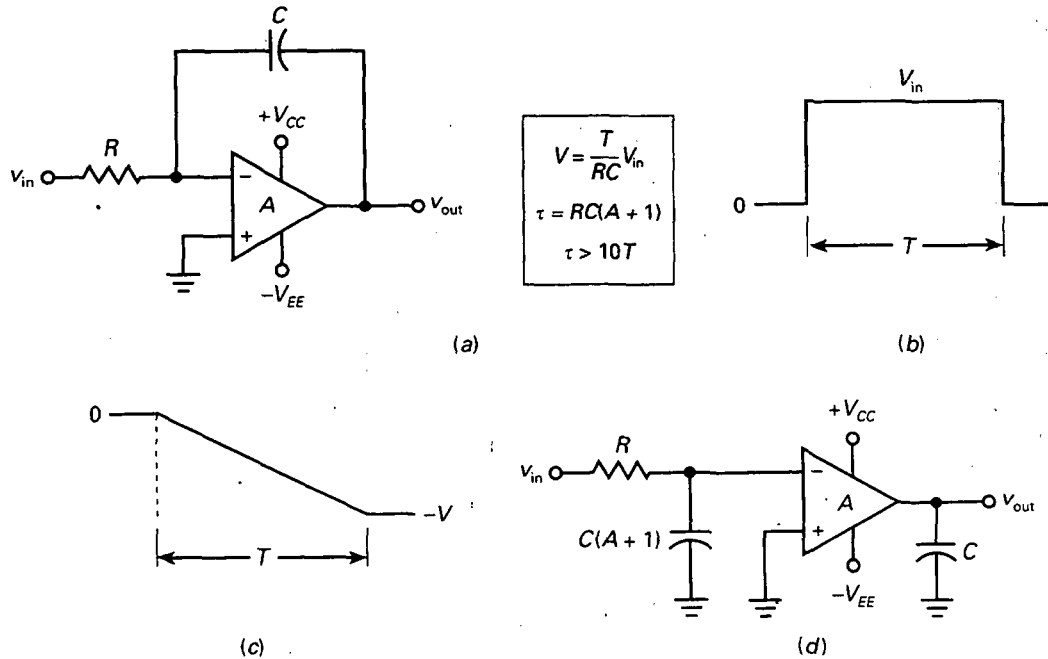 C
+V_CC
R
v_in
−
A
+
v_out
−V_EE
(a)
V = T/RC V_in
τ = RC(A + 1)
τ > 10T
V_in
0
T
(b)
0
−V
T
(c)
+V_CC
R
v_in
−
A
+
v_out
C(A + 1)
C
−V_EE
(d)